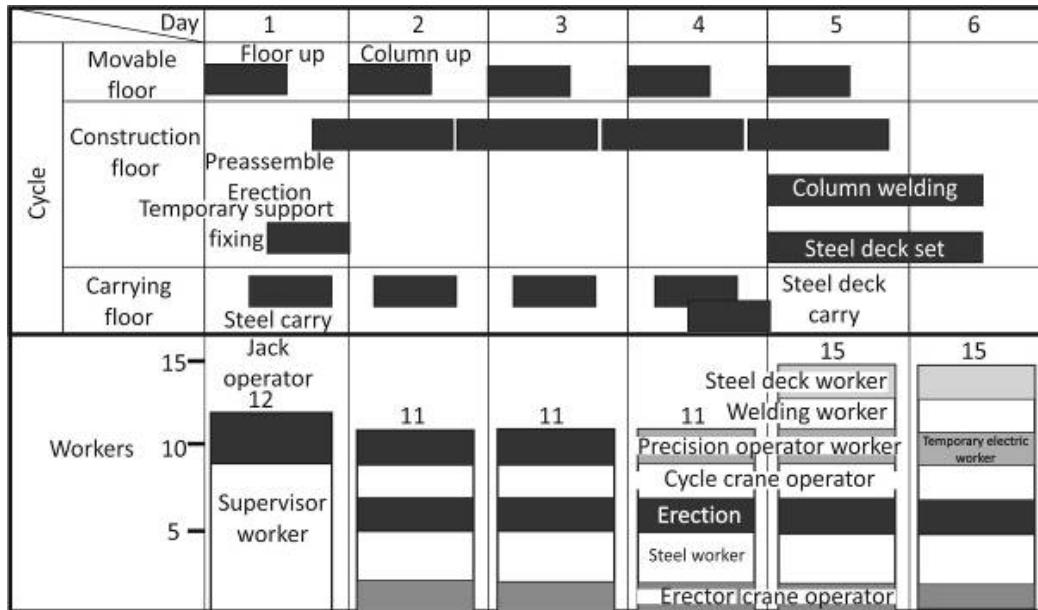 Day 1 2 3 4 5 6
Cycle
Movable
floor
Floor up
Column up
Construction
floor
Preassemble
Erection
Temporary support
fixing
Column welding
Steel deck set
Carrying
floor
Steel carry
Steel deck
carry
Workers
15
10
5
Jack
operator
12
Supervisor
worker
11
11
11
15
15
Steel deck worker
Welding worker
Precision operator worker
Cycle crane operator
Erection
Steel worker
Erector crane operator
Temporary electric
worker